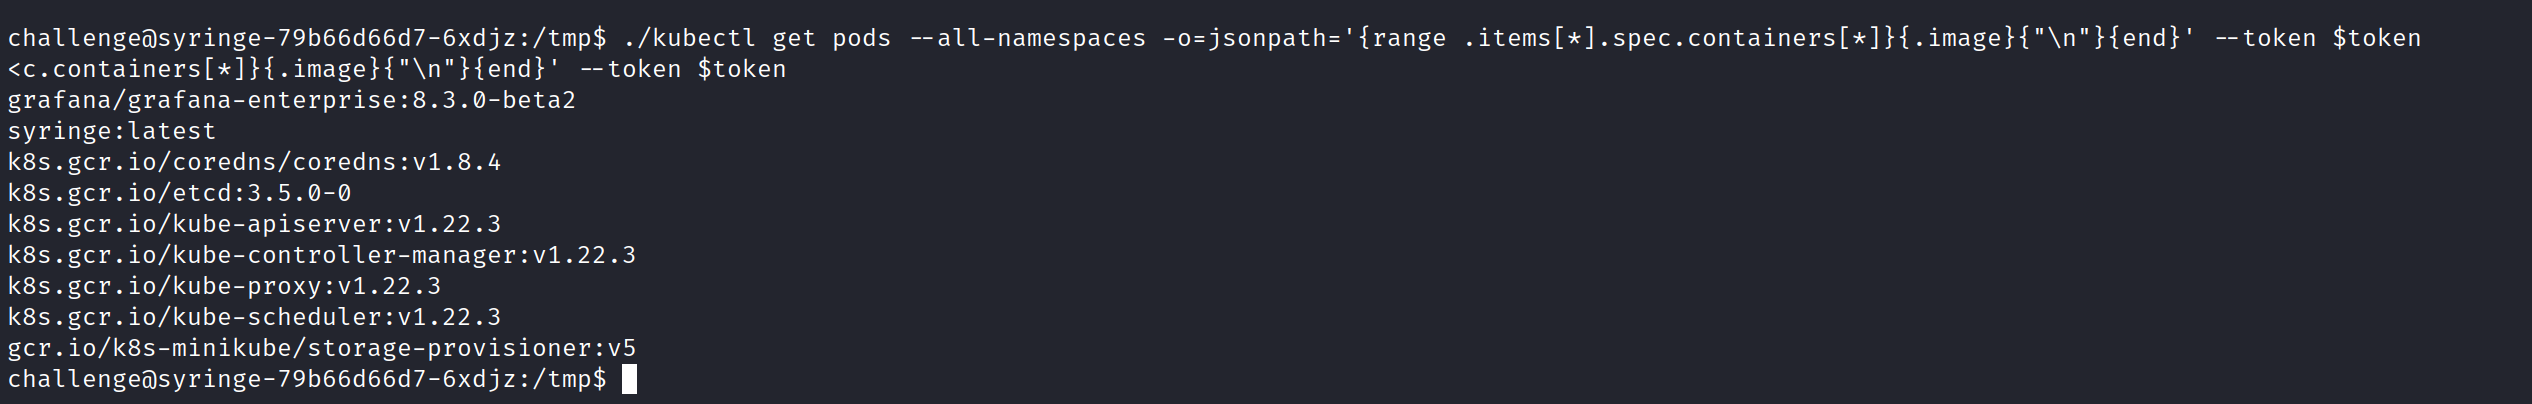 challenge@syringe-79b66d66d7-6xdjz:/tmp$ ./kubectl get pods --all-namespaces -o=jsonpath='{range .items[*].spec.containers[*]}{.image}{"\n"}{end}' --token $token
<c.containers[*]}{.image}{"\n"}{end}' --token $token
grafana/grafana-enterprise:8.3.0-beta2
syringe:latest
k8s.gcr.io/coredns/coredns:v1.8.4
k8s.gcr.io/etcd:3.5.0-0
k8s.gcr.io/kube-apiserver:v1.22.3
k8s.gcr.io/kube-controller-manager:v1.22.3
k8s.gcr.io/kube-proxy:v1.22.3
k8s.gcr.io/kube-scheduler:v1.22.3
gcr.io/k8s-minikube/storage-provisioner:v5
challenge@syringe-79b66d66d7-6xdjz:/tmp$